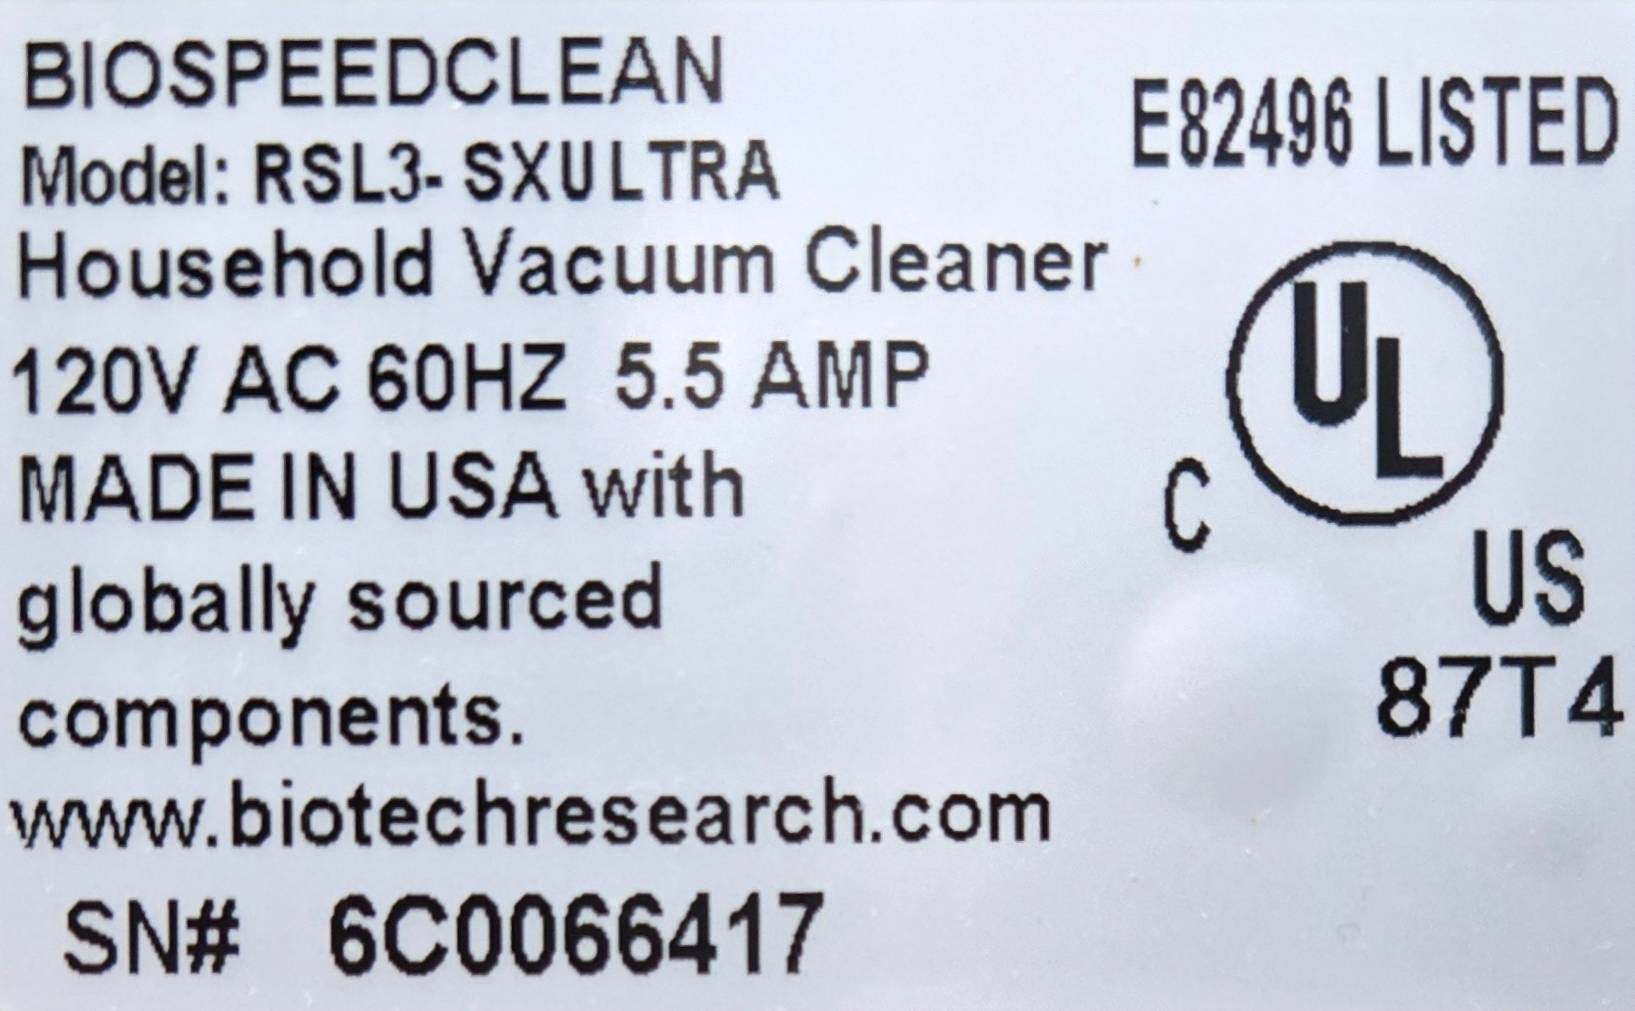 BIOSPEEDCLEAN
Model: RSL3- SXULTRA
Household Vacuum Cleaner
120V AC 60HZ 5.5 AMP
MADE IN USA with
globally sourced
components.
www.biotechresearch.com
SN# 6C0066417
E82496 LISTED
UL
C
US
87T4